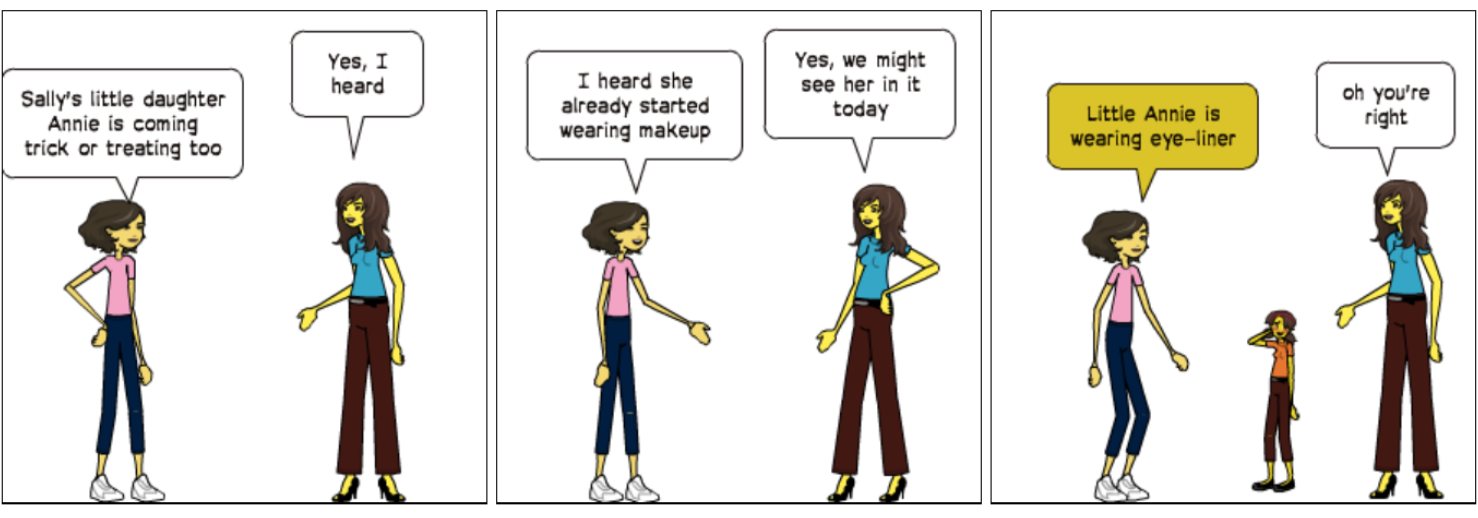 Sally's little daughter
Annie is coming
trick or treating too
Yes, I
heard
I heard she
already started
wearing makeup
Yes, we might
see her in it
today
Little Annie is
wearing eye-liner
oh you're
right